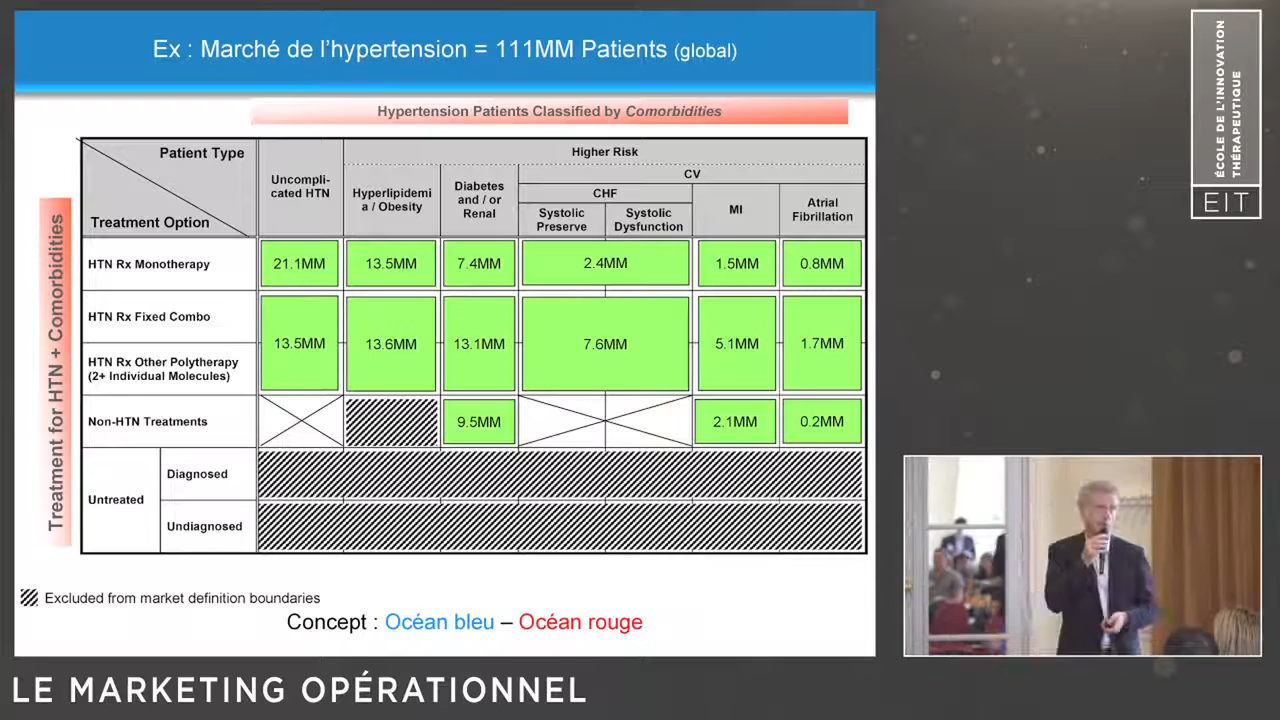 Ex : Marché de l'hypertension = 111MM Patients (global)
Hypertension Patients Classified by Comorbidities
Treatment for HTN + Comorbidities
Patient Type
Treatment Option
Uncompli-
cated HTN
Higher Risk
Hyperlipidemi
a / Obesity
Diabetes
and / or
Renal
CV
CHF
Systolic
Preserve
Systolic
Dysfunction
MI
Atrial
Fibrillation
HTN Rx Monotherapy
21.1MM
13.5MM
7.4MM
2.4MM
1.5MM
0.8MM
HTN Rx Fixed Combo
HTN Rx Other Polytherapy
(2+ Individual Molecules)
13.5MM
13.6MM
13.1MM
7.6MM
5.1MM
1.7MM
Non-HTN Treatments
9.5MM
2.1MM
0.2MM
Untreated
Diagnosed
Undiagnosed
Excluded from market definition boundaries
Concept : Océan bleu – Océan rouge
ÉCOLE DE L'INNOVATION
THÉRAPEUTIQUE
EIT
LE MARKETING OPÉRATIONNEL